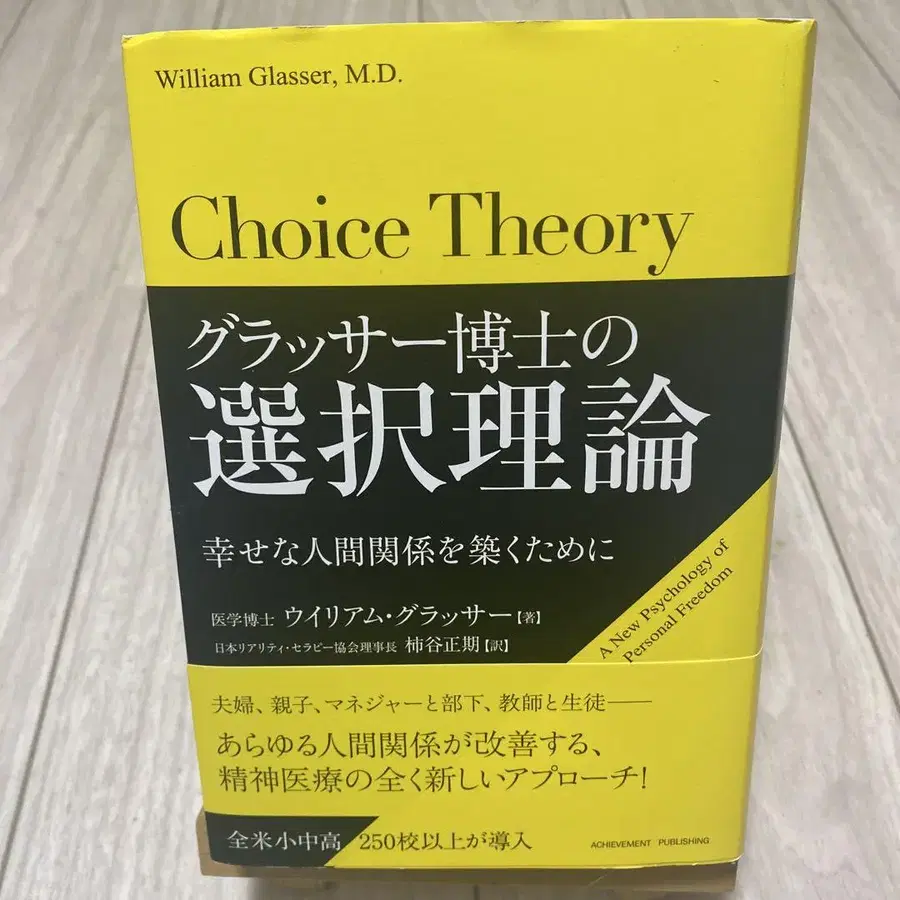 William Glasser, M.D.
Choice Theory
グラッサー博士の
選択理論
幸せな人間関係を築くために
医学博士 ウイリアム・グラッサー【著】
日本リアリティ・セラピー協会理事長 柿谷正期【訳】
A New Psychology of
Personal Freedom
夫婦、親子、マネジャーと部下、教師と生徒——
あらゆる人間関係が改善する、
精神医療の全く新しいアプローチ!
全米小中高 250校以上が導入
ACHIEVEMENT PUBLISHING